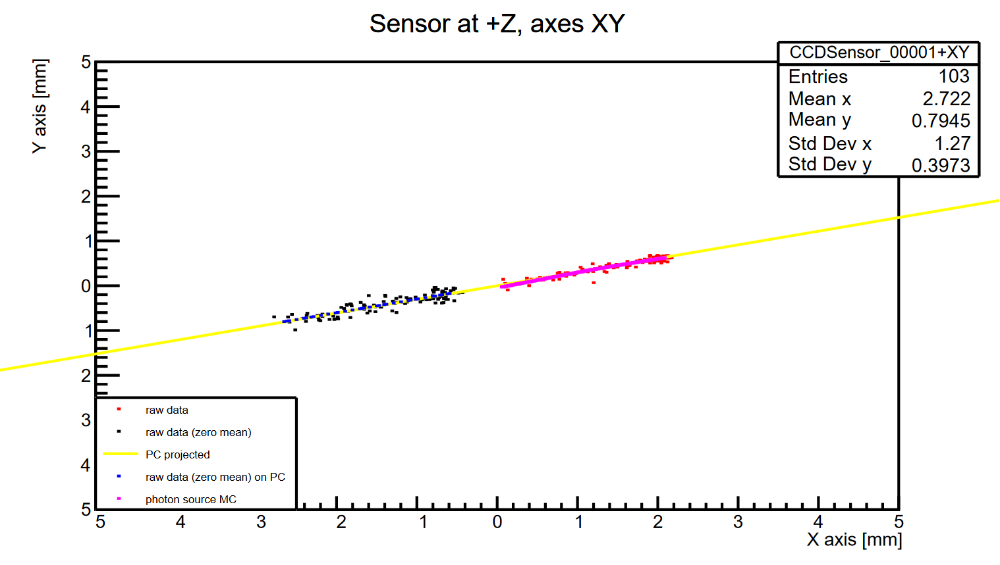 Sensor at +Z, axes XY
CCDSensor_00001+XY
Entries 103
Mean x 2.722
Mean y 0.7945
Std Dev x 1.27
Std Dev y 0.3973
Y axis [mm]
5
4
3
2
1
0
1
2
3
4
5
raw data
raw data (zero mean)
PC projected
raw data (zero mean) on PC
photon source MC
5 4 3 2 1 0 1 2 3 4 5
X axis [mm]